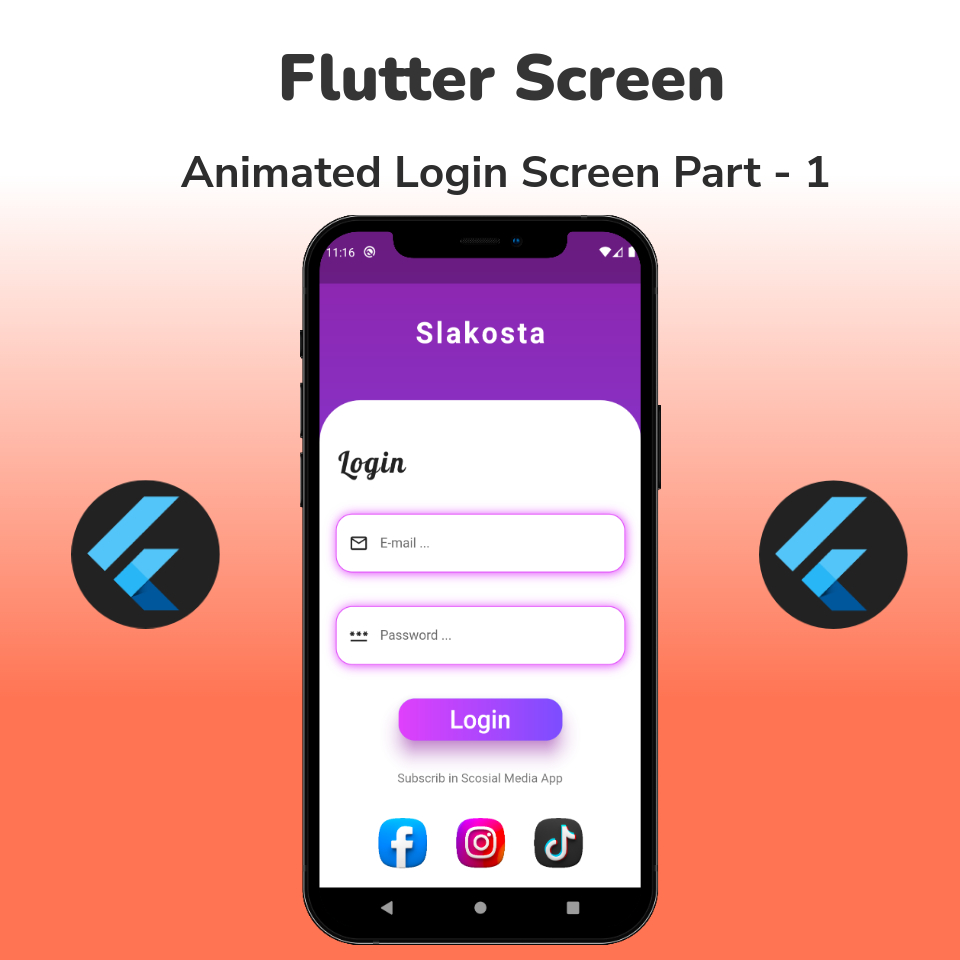 Flutter Screen
Animated Login Screen Part - 1
11:16
Slakosta
Login
E-mail ...
Password ...
Login
Subscrib in Scosial Media App